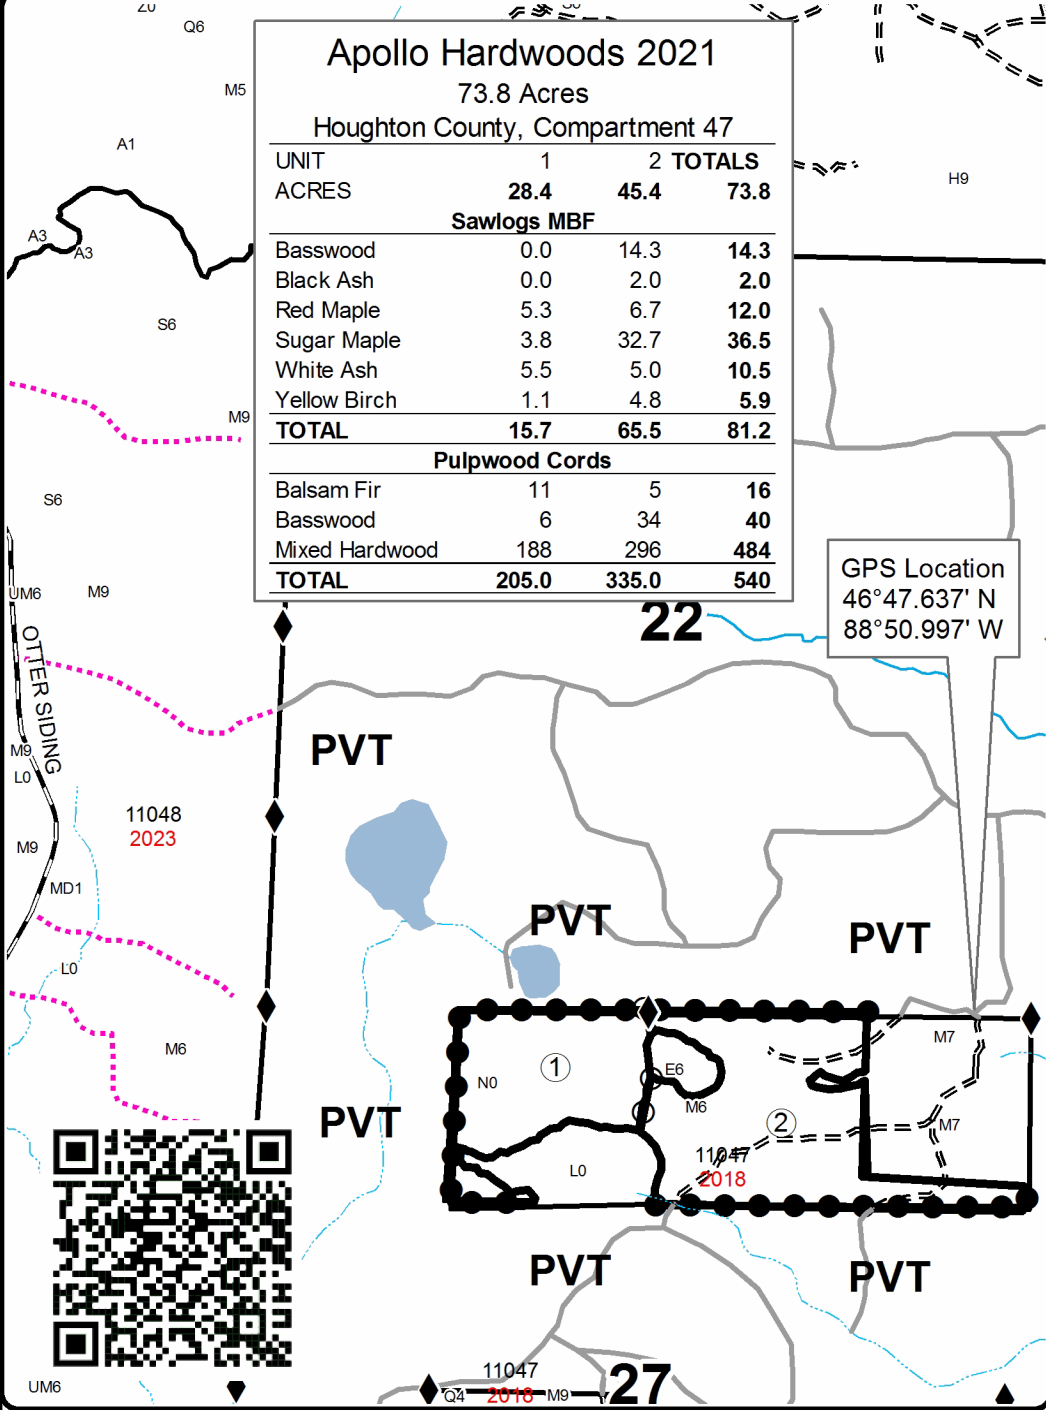 Z0
Q6
M5
A1
A3
A3
S6
M9
S6
UM6
M9
OTTER SIDING
M9
L0
M9
MD1
L0
M6
UM6
H9
Apollo Hardwoods 2021
73.8 Acres
Houghton County, Compartment 47
UNIT 1 2 TOTALS
ACRES 28.4 45.4 73.8
Sawlogs MBF
Basswood 0.0 14.3 14.3
Black Ash 0.0 2.0 2.0
Red Maple 5.3 6.7 12.0
Sugar Maple 3.8 32.7 36.5
White Ash 5.5 5.0 10.5
Yellow Birch 1.1 4.8 5.9
TOTAL 15.7 65.5 81.2
Pulpwood Cords
Balsam Fir 11 5 16
Basswood 6 34 40
Mixed Hardwood 188 296 484
TOTAL 205.0 335.0 540
GPS Location
46°47.637' N
88°50.997' W
22
PVT
11048
2023
PVT
PVT
M7
1
E6
N0
M6
2
M7
PVT
11047
2018
L0
PVT
PVT
11047
2018
Q4
M9
27